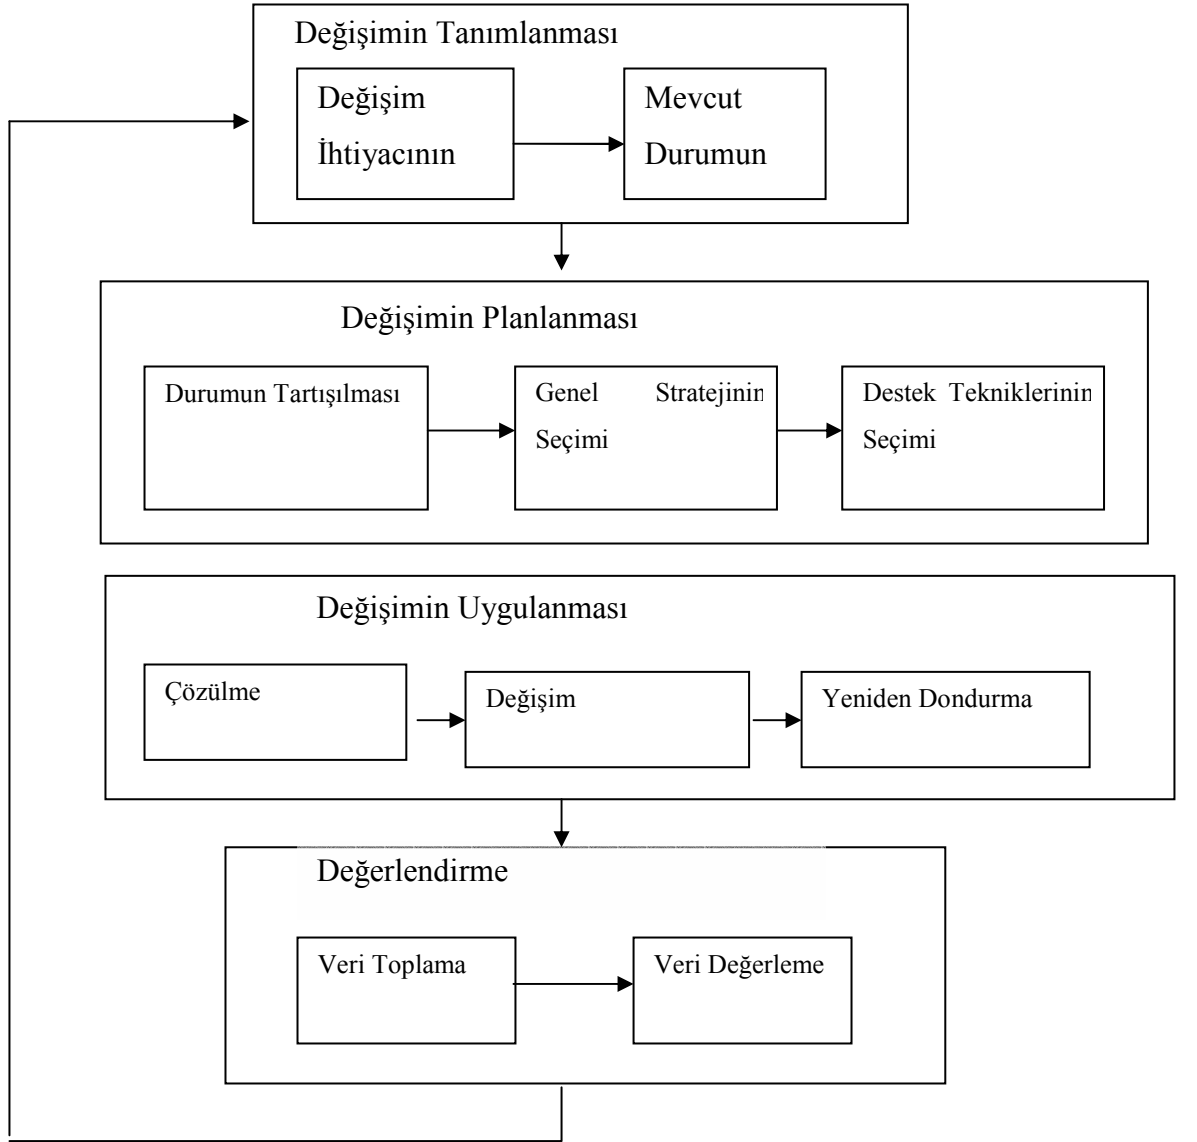 Değişimin Tanımlanması
Değişim
İhtiyacının
Mevcut
Durumun
Değişimin Planlanması
Durumun Tartışılması
Genel Stratejinin
Seçimi
Destek Tekniklerinin
Seçimi
Değişimin Uygulanması
Çözülme
Değişim
Yeniden Dondurma
Değerlendirme
Veri Toplama
Veri Değerleme